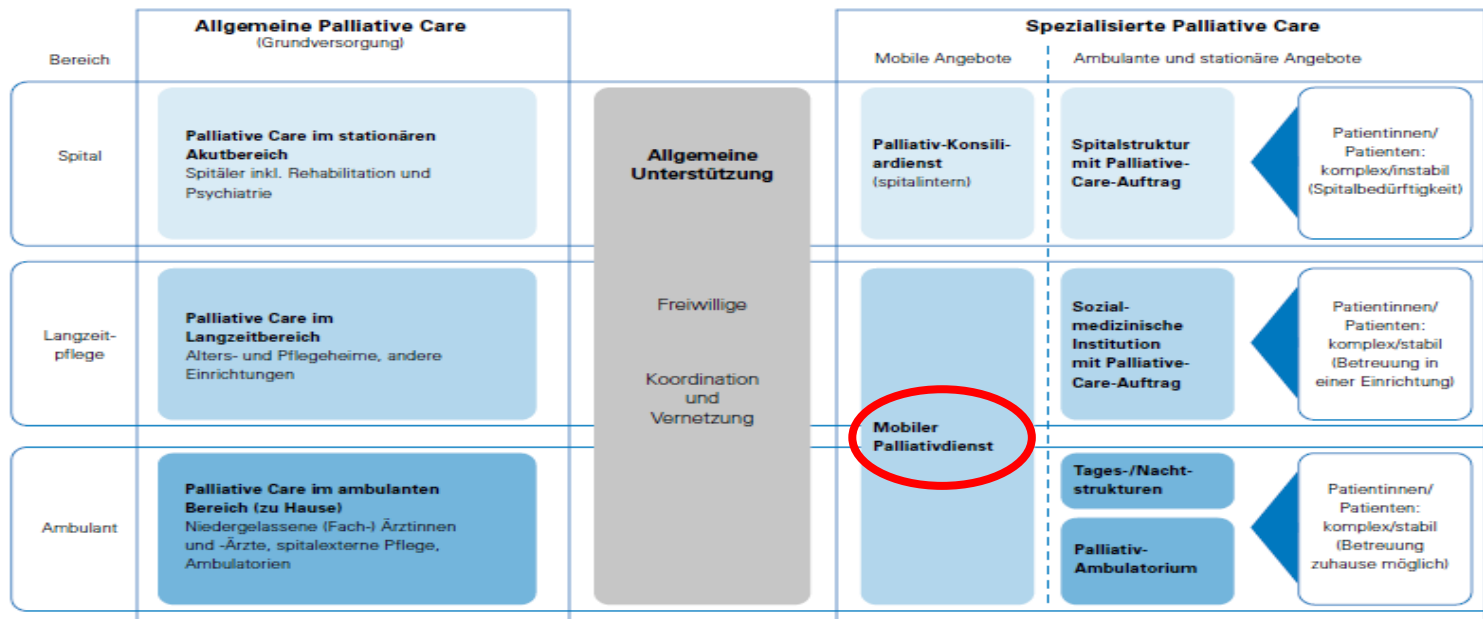 Allgemeine Palliative Care
(Grundversorgung)
Spezialisierte Palliative Care
Bereich
Mobile Angebote
Ambulante und stationäre Angebote
Spital
Palliative Care im stationären
Akutbereich
Spitäler inkl. Rehabilitation und
Psychiatrie
Allgemeine
Unterstützung
Freiwillige
Koordination
und
Vernetzung
Palliativ-Konsili-
ardienst
(spitalintern)
Spitalstruktur
mit Palliative-
Care-Auftrag
Patientinnen/
Patienten:
komplex/instabil
(Spitalbedürftigkeit)
Langzeit-
pflege
Palliative Care im
Langzeitbereich
Alters- und Pflegeheime, andere
Einrichtungen
Mobiler
Palliativdienst
Sozial-
medizinische
Institution
mit Palliative-
Care-Auftrag
Patientinnen/
Patienten:
komplex/stabil
(Betreuung in
einer Einrichtung)
Ambulant
Palliative Care im ambulanten
Bereich (zu Hause)
Niedergelassene (Fach-) Ärztinnen
und -Ärzte, spitalexterne Pflege,
Ambulatorien
Tages-/Nacht-
strukturen
Palliativ-
Ambulatorium
Patientinnen/
Patienten:
komplex/stabil
(Betreuung
zuhause möglich)